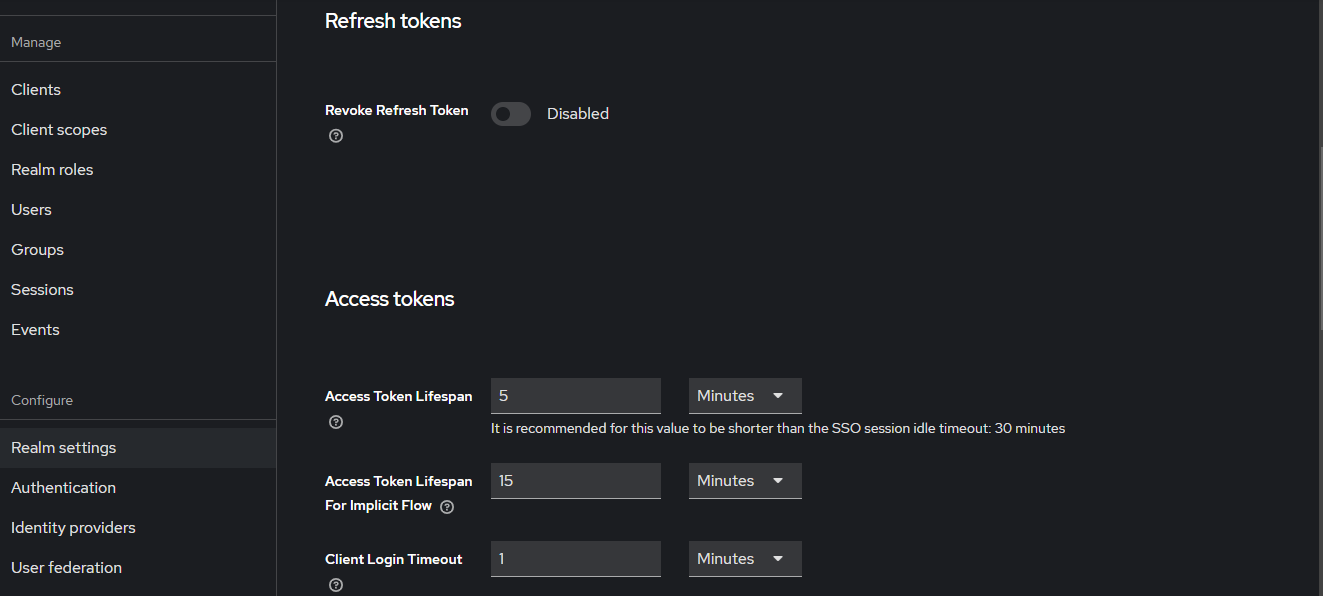 Manage
Clients
Client scopes
Realm roles
Users
Groups
Sessions
Events
Configure
Realm settings
Authentication
Identity providers
User federation
Refresh tokens
Revoke Refresh Token
Disabled
Access tokens
Access Token Lifespan
5
Minutes
It is recommended for this value to be shorter than the SSO session idle timeout: 30 minutes
Access Token Lifespan
For Implicit Flow
15
Minutes
Client Login Timeout
1
Minutes